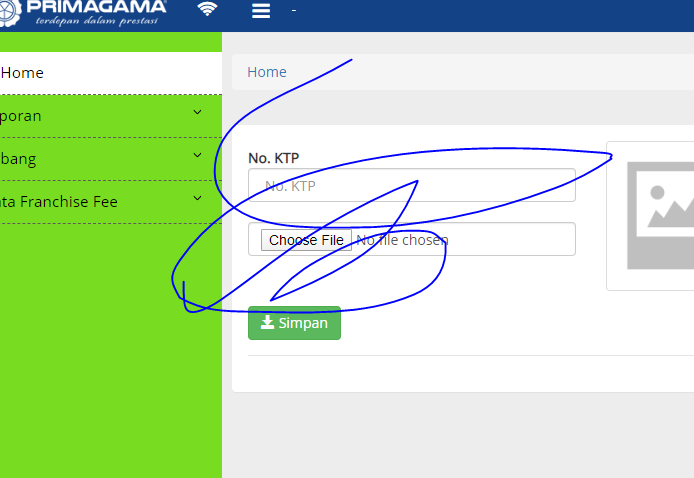 PRIMAGAMA
terdepan dalam prestasi
-
Home
Home
poran
bang
ta Franchise Fee
No. KTP
No. KTP
Choose File No file chosen
Simpan